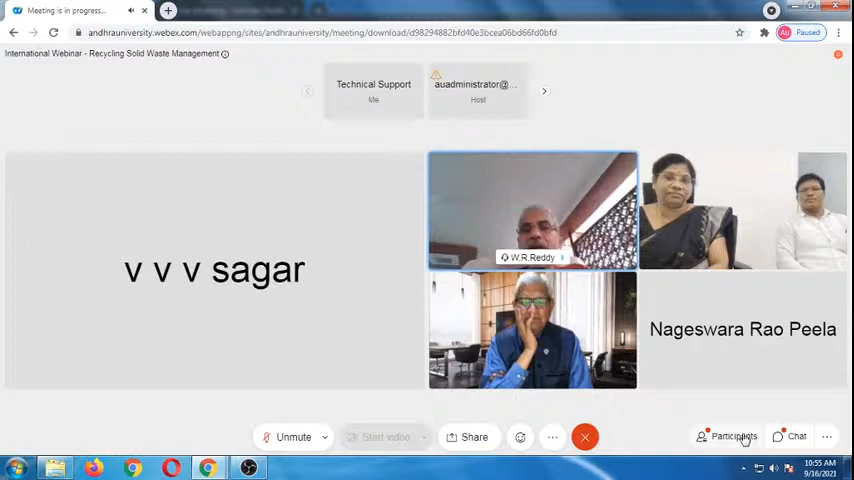 Meeting is in progress...
andhrauniversity.webex.com/webappng/sites/andhrauniversity/meeting/download/d98294882bfd40e3bcea06bd66fd0bfd
Au
Paused
International Webinar - Recycling Solid Waste Management
Technical Support
Me
auadministrator@...
Host
v v v sagar
W.R.Reddy
Nageswara Rao Peela
Unmute
Start video
Share
Participants
Chat
10:55 AM
9/16/2021